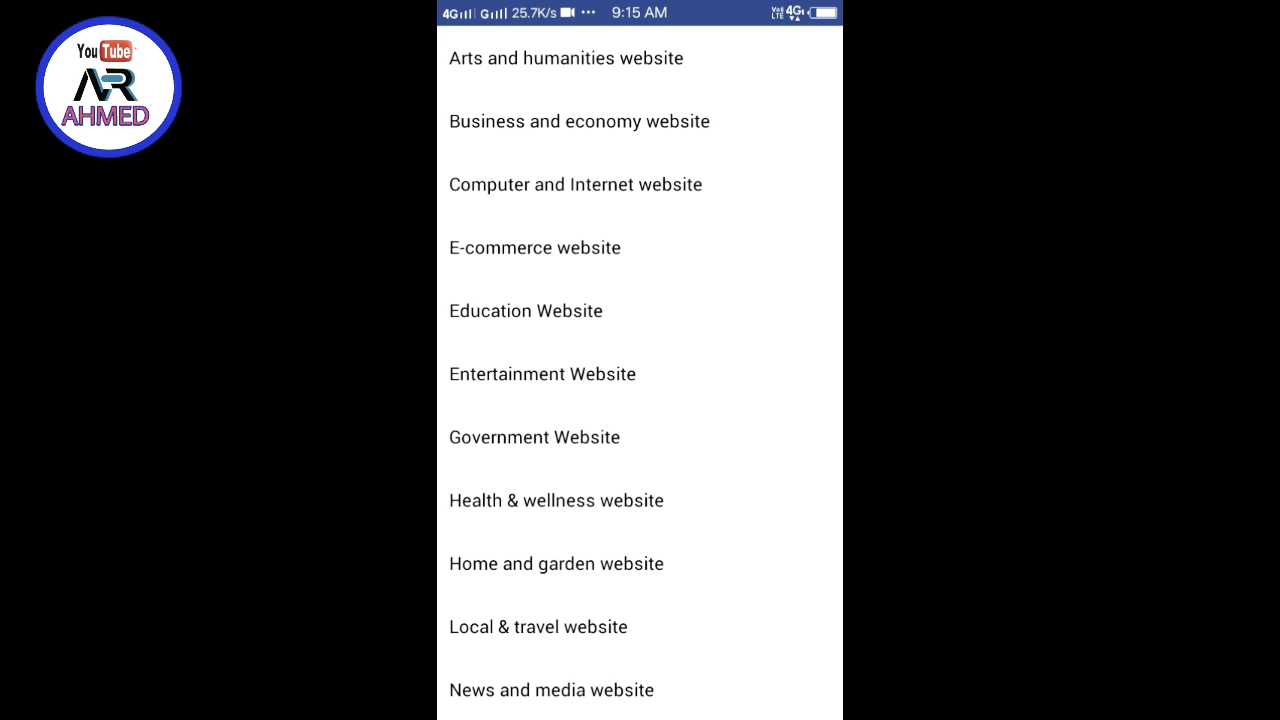 YouTube
AR
AHMED
4G G 25.7K/s 9:15 AM VoLTE 4G
Arts and humanities website
Business and economy website
Computer and Internet website
E-commerce website
Education Website
Entertainment Website
Government Website
Health & wellness website
Home and garden website
Local & travel website
News and media website